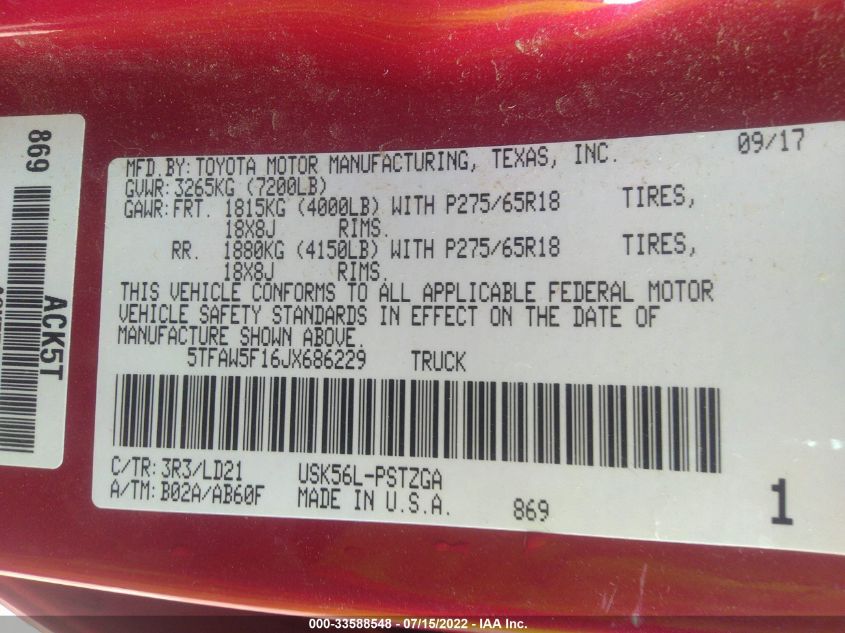 869
ACK5T
09/17
MFD.BY:TOYOTA MOTOR MANUFACTURING, TEXAS, INC.
GVWR:3265KG (7200LB)
GAWR:FRT. 1815KG (4000LB) WITH P275/65R18 TIRES,
18X8J RIMS.
RR. 1880KG (4150LB) WITH P275/65R18 TIRES,
18X8J RIMS.
THIS VEHICLE CONFORMS TO ALL APPLICABLE FEDERAL MOTOR
VEHICLE SAFETY STANDARDS IN EFFECT ON THE DATE OF
MANUFACTURE SHOWN ABOVE.
5TFAW5F16JX686229 TRUCK
C/TR:3R3/LD21 USK56L-PSTZGA
A/TM:B02A/AB60F MADE IN U.S.A. 869 1
000-33588548 - 07/15/2022 - IAA Inc.